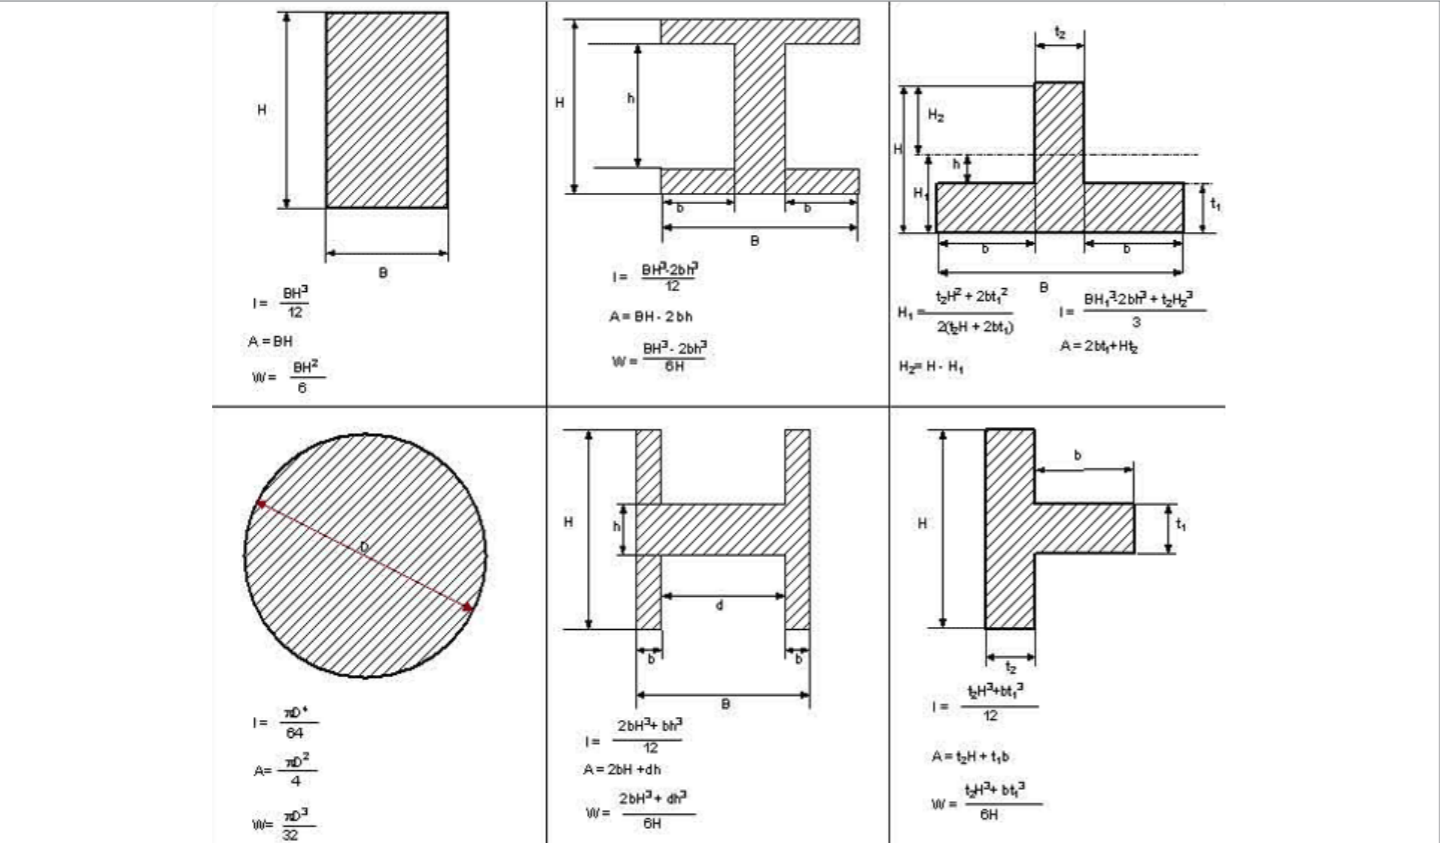 H
B
I = BH³/12
A = BH
W = BH²/6
H
h
b
b
B
I = BH³-2bh³/12
A = BH - 2bh
W = BH³ - 2bh³/6H
t₂
H
H₂
h
H₁
t₁
b
b
B
H₁ = t₂H² + 2bt₁²/2(t₂H + 2bt₁)
I = BH₁³-2bh³ + t₂H₂³/3
A = 2bt₁+Ht₂
H₂= H - H₁
D
I = πD⁴/64
A= πD²/4
W= πD³/32
H
h
d
b
b
B
I = 2bH³+ bh³/12
A = 2bH +dh
W = 2bH³+ dh³/6H
H
b
t₁
t₂
I = t₂H³+bt₁³/12
A = t₂H + t₁b
W = t₂H³+ bt₁³/6H